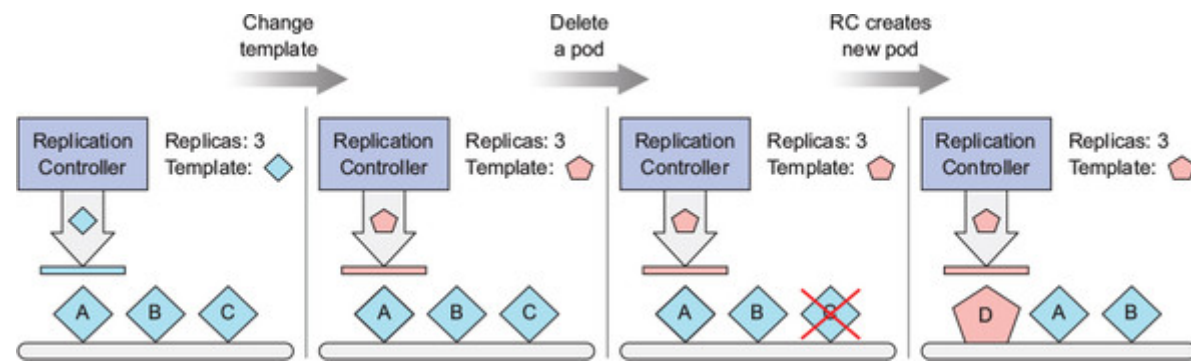 Change
template
Delete
a pod
RC creates
new pod
Replication
Controller
Replicas: 3
Template:
A
B
C
Replication
Controller
Replicas: 3
Template:
A
B
C
Replication
Controller
Replicas: 3
Template:
A
B
C
Replication
Controller
Replicas: 3
Template:
D
A
B